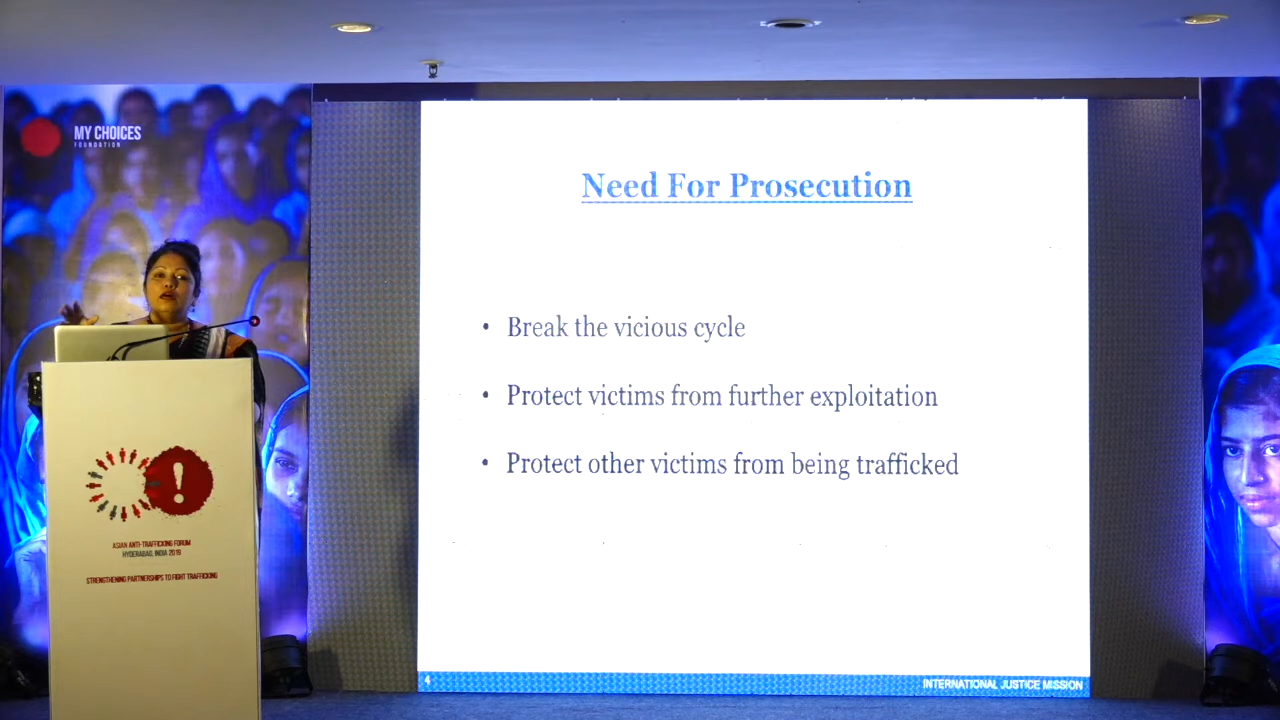 MY CHOICES
FOUNDATION
Need For Prosecution
• Break the vicious cycle
• Protect victims from further exploitation
• Protect other victims from being trafficked
4
INTERNATIONAL JUSTICE MISSION
!
ASIAN ANTI-TRAFFICKING FORUM
HYDERABAD, INDIA 2019
STRENGTHENING PARTNERSHIPS TO FIGHT TRAFFICKING